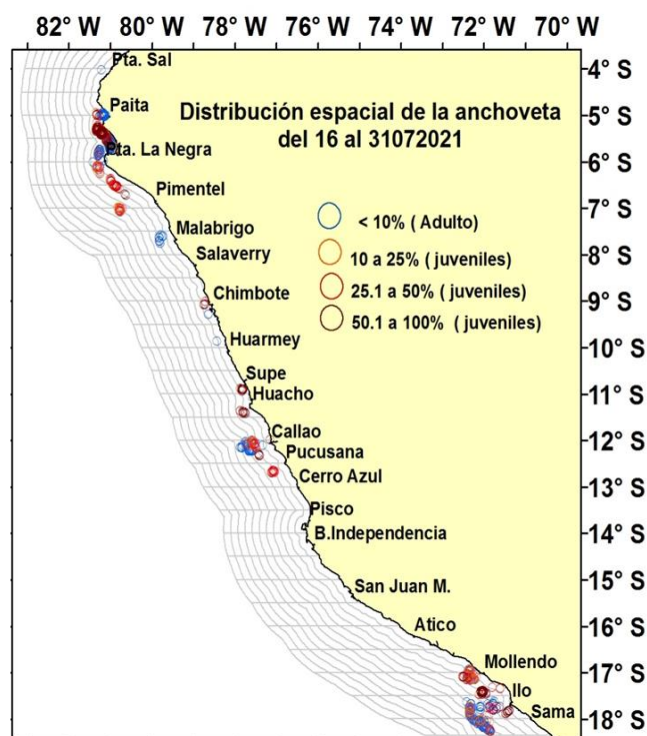 82 W 80 W 78 W 76 W 74 W 72 W 70 W
Pta. Sal
4° S
Paita
5° S
Distribución espacial de la anchoveta
del 16 al 31072021
Pta. La Negra
6° S
Pimentel
7° S
< 10% ( Adulto)
Malabrigo
8° S
Salaverry
10 a 25% ( juveniles)
Chimbote
25.1 a 50% ( juveniles)
9° S
50.1 a 100% ( juveniles)
Huarmey
10° S
Supe
11° S
Huacho
Callao
12° S
Pucusana
Cerro Azul
13° S
Pisco
B.Independencia
14° S
San Juan M.
15° S
Atico
16° S
Mollendo
17° S
Ilo
Sama
18° S